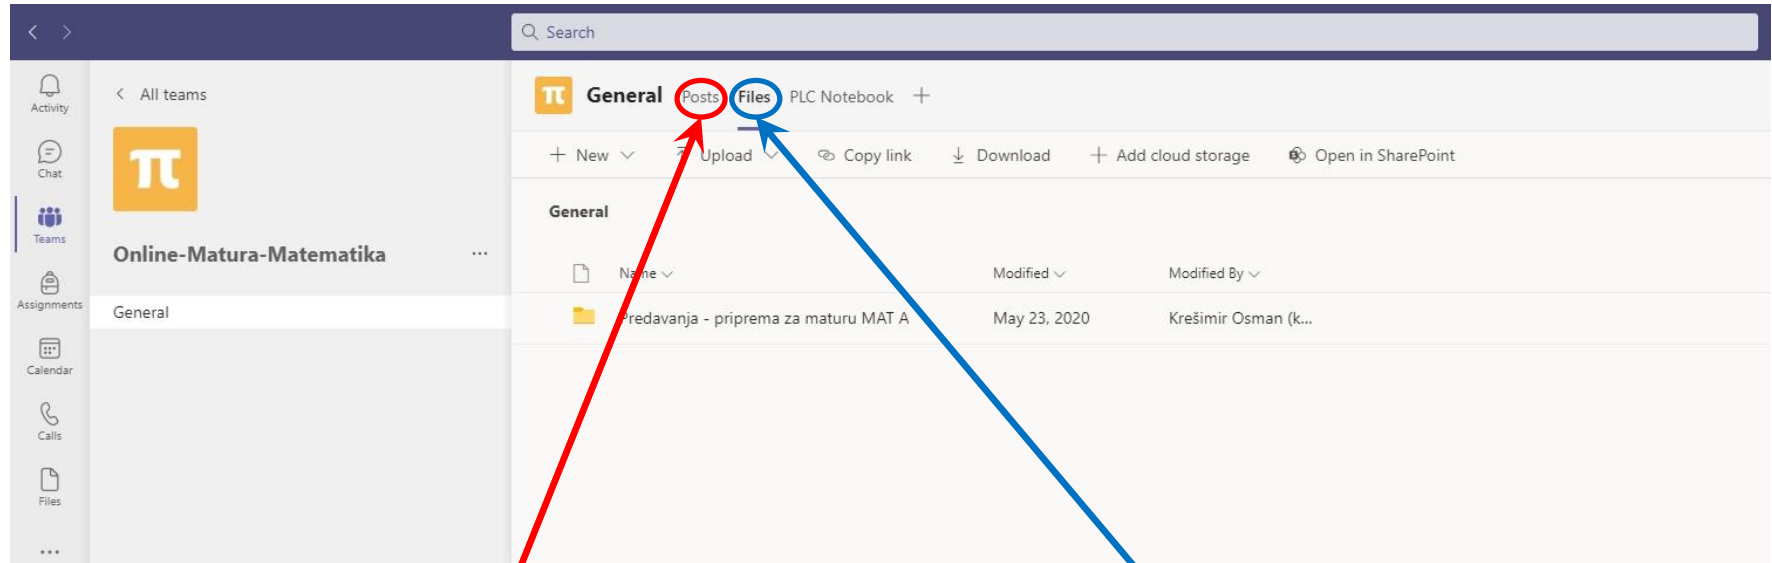 Search
Activity
Chat
Teams
Assignments
Calendar
Calls
Files
All teams
π
Online-Matura-Matematika
General
π General Posts Files PLC Notebook
New Upload Copy link Download Add cloud storage Open in SharePoint
General
Name Modified Modified By
Predavanja - priprema za maturu MAT A May 23, 2020 Krešimir Osman (k...